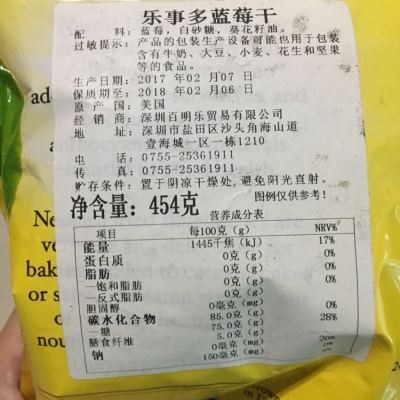 乐事多蓝莓干
配 料: 蓝莓, 白砂糖, 葵花籽油。
过敏提示: 产品的包装生产设备可能也用于包装
含有牛奶、大豆、小麦、花生和坚果
等的食品。
生产日期: 2017 年 02 月 07 日
保质期至: 2018 年 02 月 06 日
原 产 国: 美国
经 销 商: 深圳百明乐贸易有限公司
地 址: 深圳市盐田区沙头角海山道
壹海城一区一栋1210
电 话: 0755-25361911
传 真: 0755-25361911
贮存条件: 置于阴凉干燥处,避免阳光直射。
净含量: 454克 图例仅供参考!
营养成分表
项目 每100克(g) NRV%
能量 1445千焦(kJ) 17%
蛋白质 0克(g) 0%
脂肪 0克(g) 0%
—饱和脂肪 0克(g)
—反式脂肪 0克(g) 0%
胆固醇 0毫克(mg)
碳水化合物 85.0克(g) 28%
—糖 75.0克(g)
膳食纤维 5.0克(g) 20%
钠 150毫克(mg)